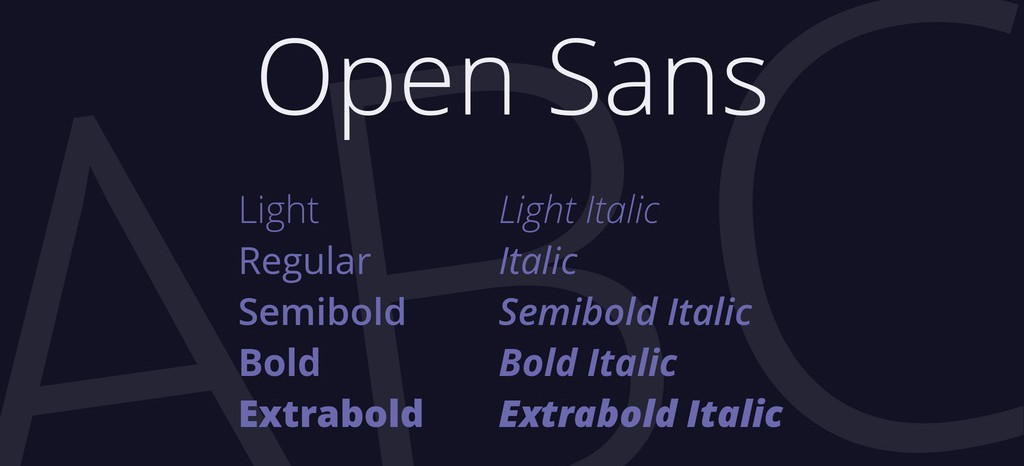 Open Sans
Light
Regular
Semibold
Bold
Extrabold
Light Italic
Italic
Semibold Italic
Bold Italic
Extrabold Italic
ABC